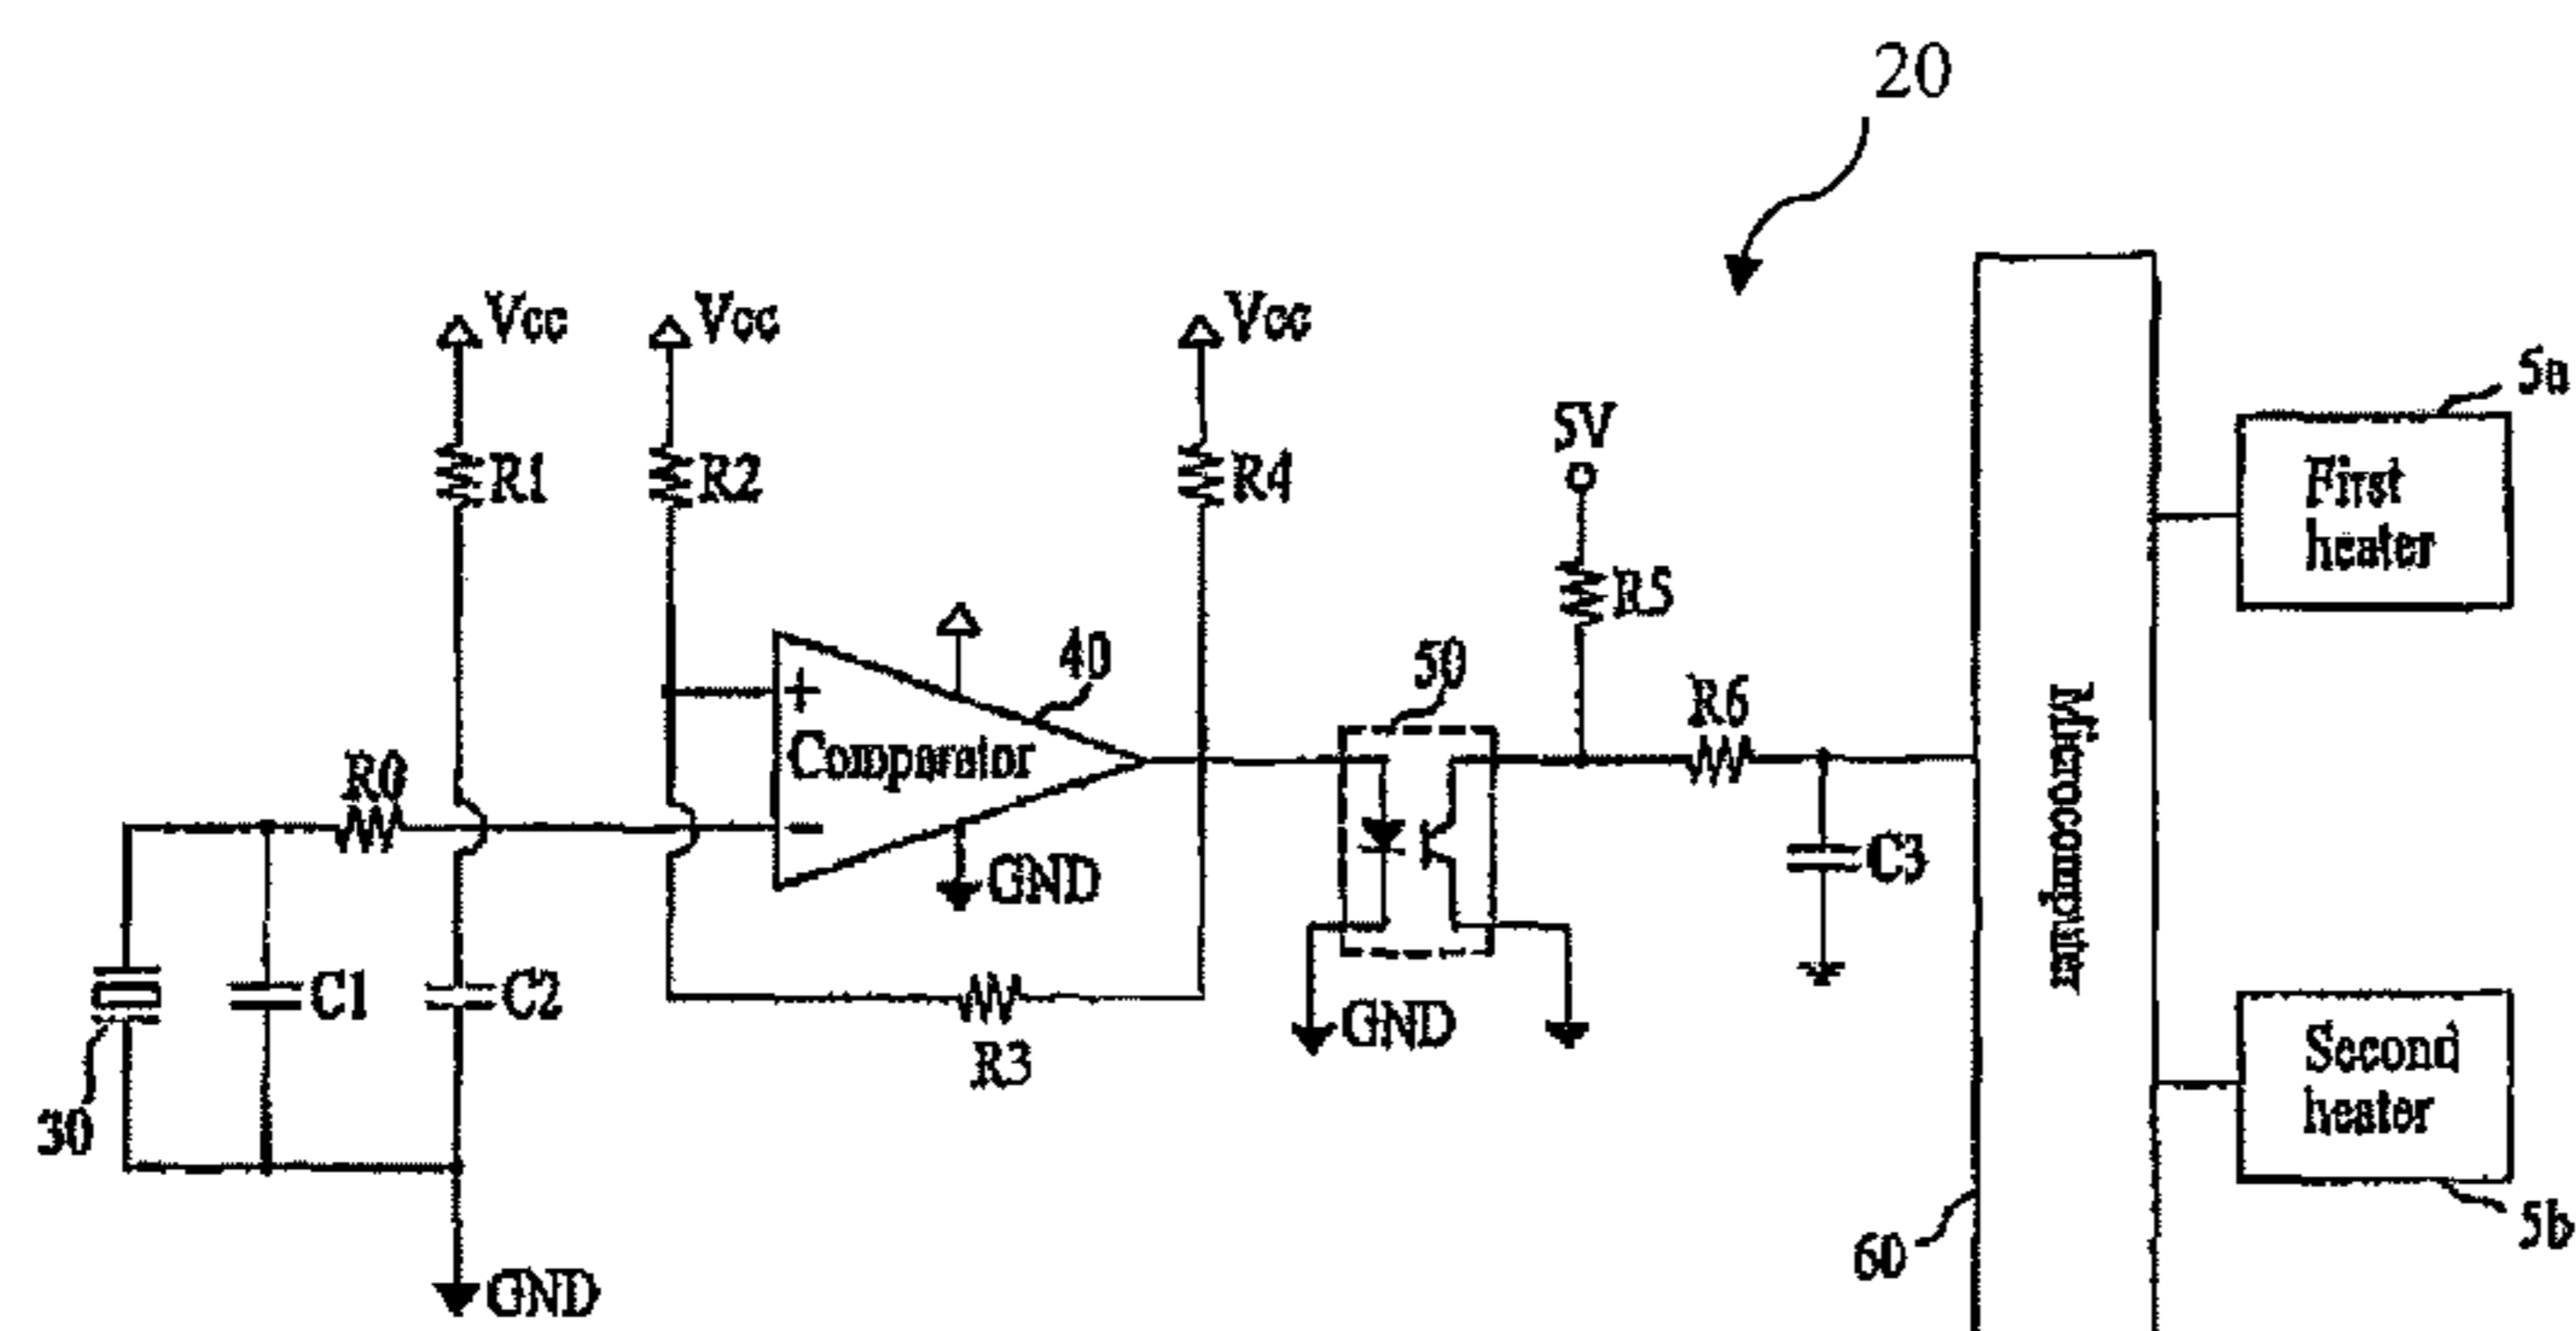 20
Vcc
Vcc
Vcc
5a
5V
R1
R2
R4
First
heater
R5
40
50
R6
+
Comparator
R0
-
GND
C3
Microcomputer
C1
C2
GND
R3
Second
heater
30
60
5b
GND